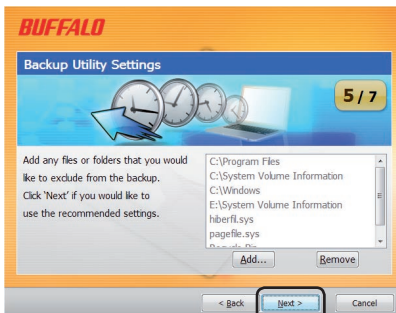 BUFFALO
Backup Utility Settings
5 / 7
Add any files or folders that you would
like to exclude from the backup.
Click 'Next' if you would like to
use the recommended settings.
C:\Program Files
C:\System Volume Information
C:\Windows
E:\System Volume Information
hiberfil.sys
pagefile.sys
Recycle Bin
Add...
Remove
< Back
Next >
Cancel